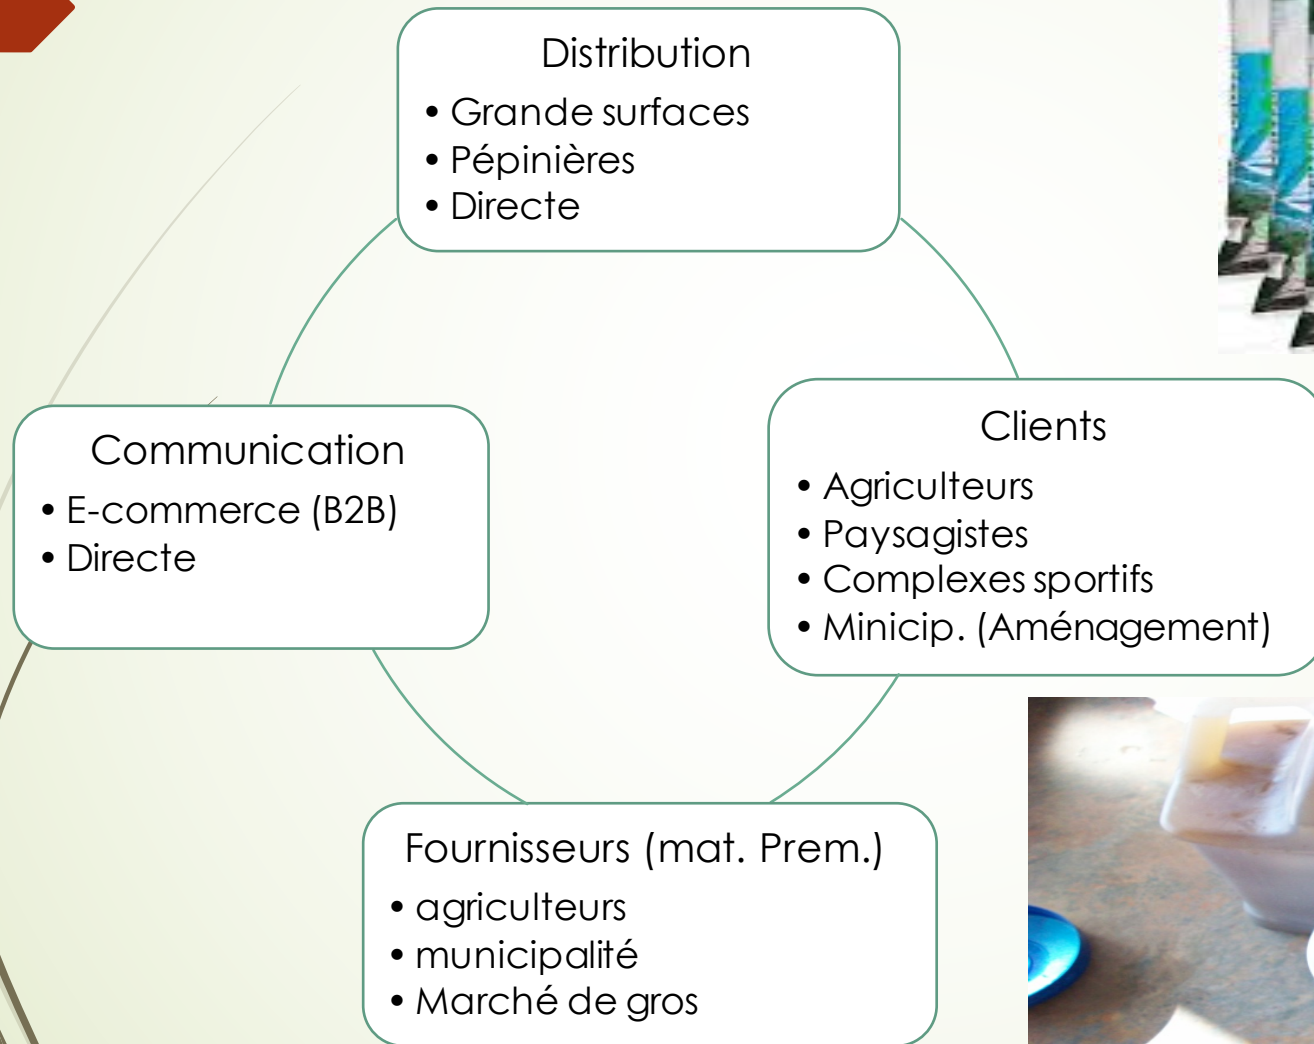 Distribution
• Grande surfaces
• Pépinières
• Directe
Communication
• E-commerce (B2B)
• Directe
Clients
• Agriculteurs
• Paysagistes
• Complexes sportifs
• Minicip. (Aménagement)
Fournisseurs (mat. Prem.)
• agriculteurs
• municipalité
• Marché de gros